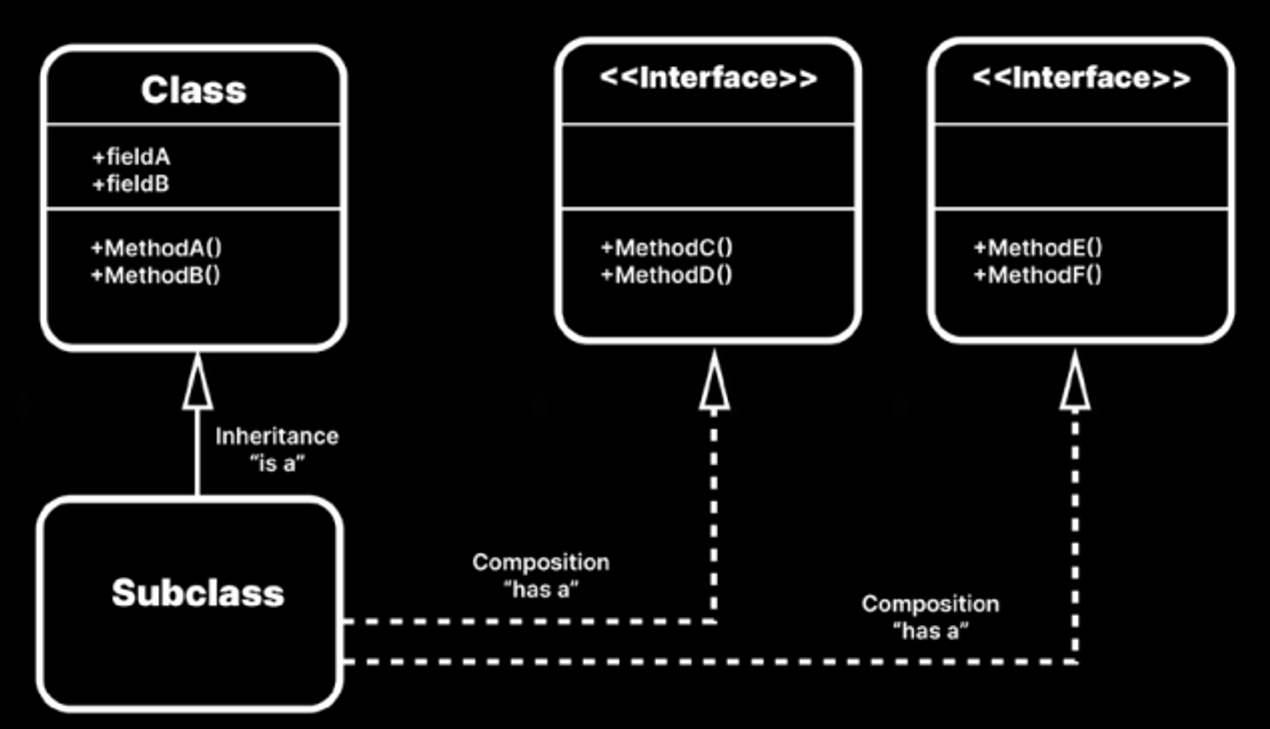 Class
+fieldA
+fieldB
+MethodA()
+MethodB()
<<Interface>>
+MethodC()
+MethodD()
<<Interface>>
+MethodE()
+MethodF()
Inheritance
“is a”
Subclass
Composition
“has a”
Composition
“has a”